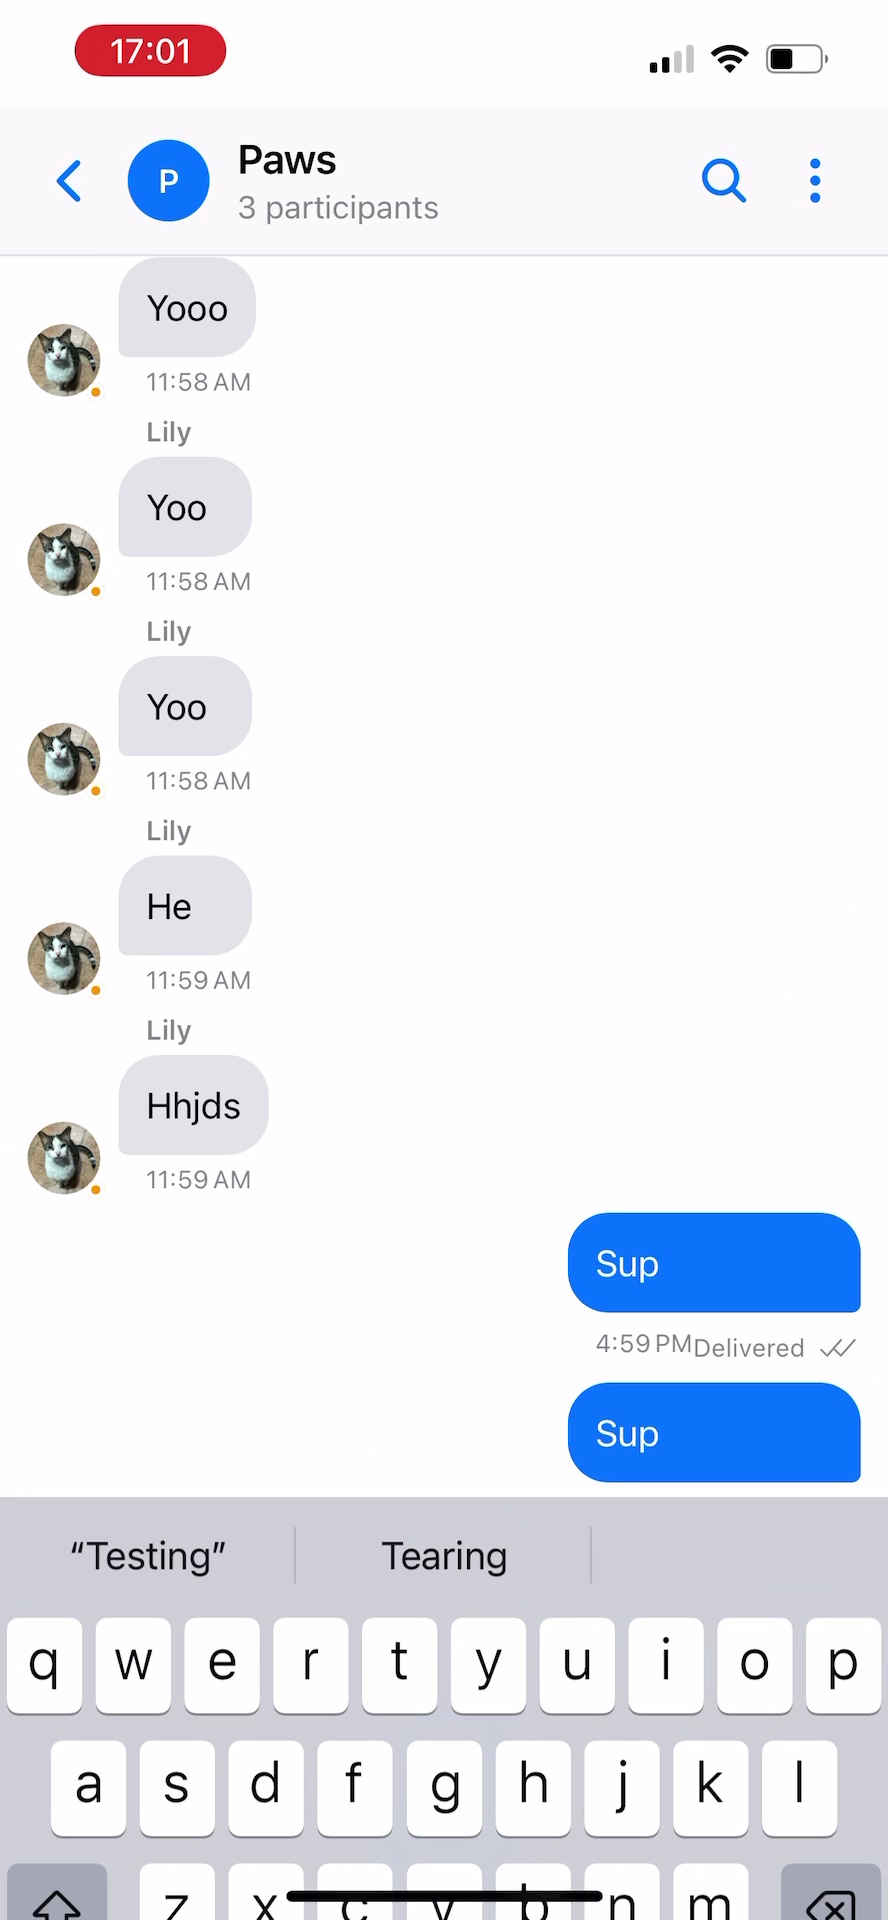 17:01
P
Paws
3 participants
Yooo
11:58 AM
Lily
Yoo
11:58 AM
Lily
Yoo
11:58 AM
Lily
He
11:59 AM
Lily
Hhjds
11:59 AM
Sup
4:59 PM Delivered
Sup
“Testing” Tearing
q w e r t y u i o p
a s d f g h j k l
z x c v b n m